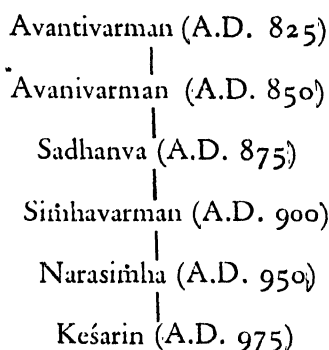 Avantivarman (A.D. 825)
Avanivarman (A.D. 850)
Sadhanva (A.D. 875)
Siṁhavarman (A.D. 900)
Narasiṁha (A.D. 950)
Keśarin (A.D. 975)